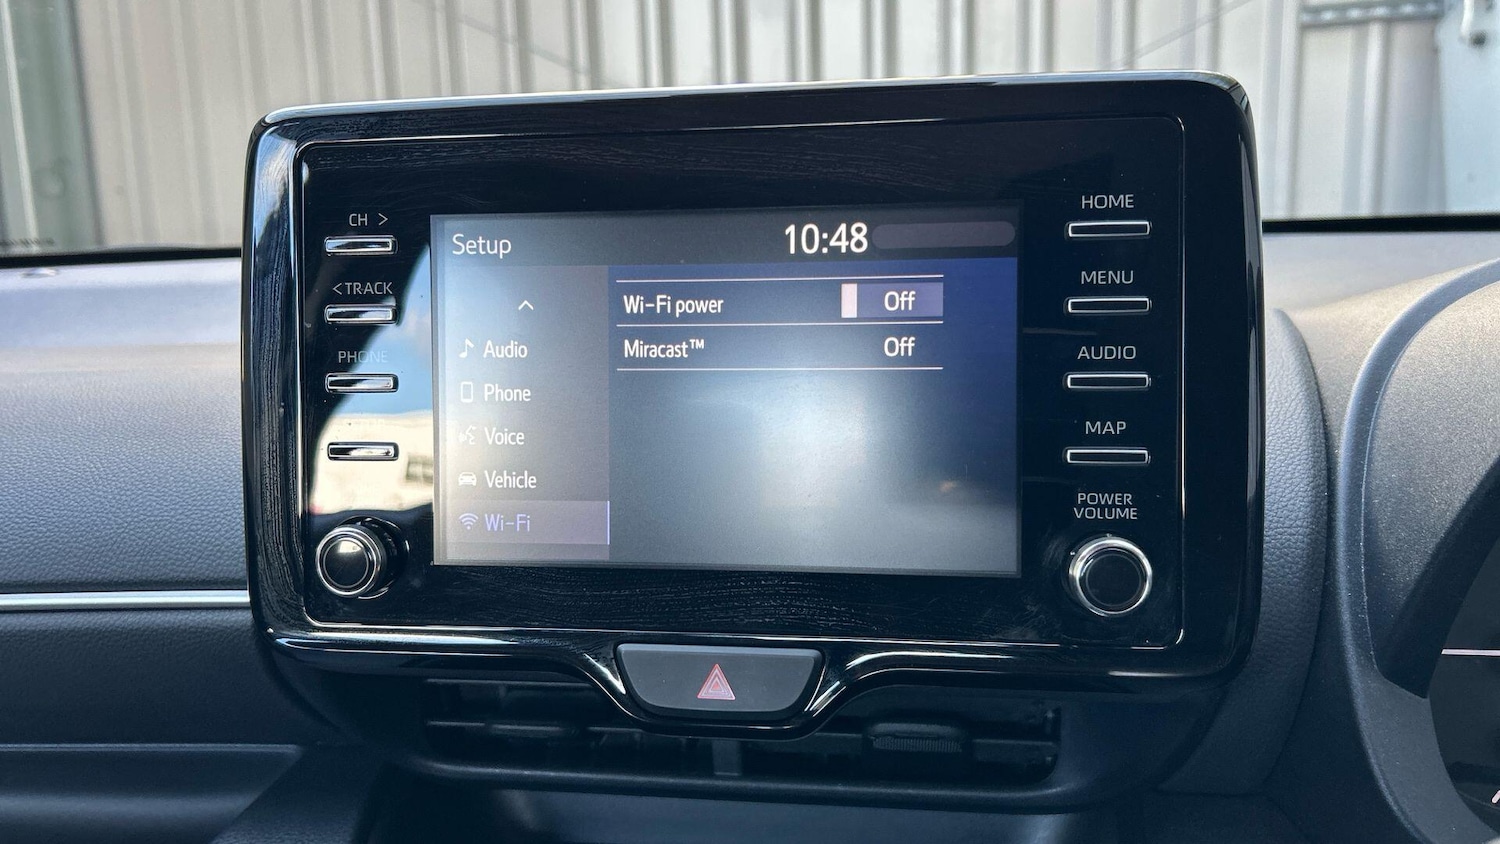 CH >
< TRACK
PHONE
Setup
10:48
Audio
Phone
Voice
Vehicle
Wi-Fi
Wi-Fi power Off
Miracast™ Off
HOME
MENU
AUDIO
MAP
POWER
VOLUME